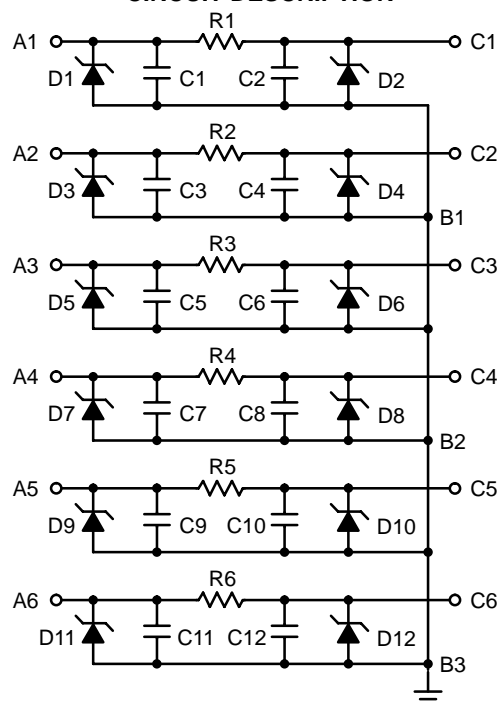 CIRCUIT DESCRIPTION
R1
A1 C1
D1 C1 C2 D2
R2
A2 C2
D3 C3 C4 D4
B1
R3
A3 C3
D5 C5 C6 D6
R4
A4 C4
D7 C7 C8 D8
B2
R5
A5 C5
D9 C9 C10 D10
R6
A6 C6
D11 C11 C12 D12
B3